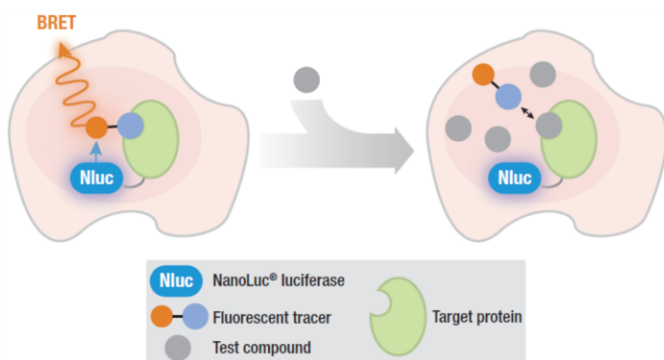 BRET
Nluc
Nluc
Nluc NanoLuc® luciferase
Fluorescent tracer
Target protein
Test compound